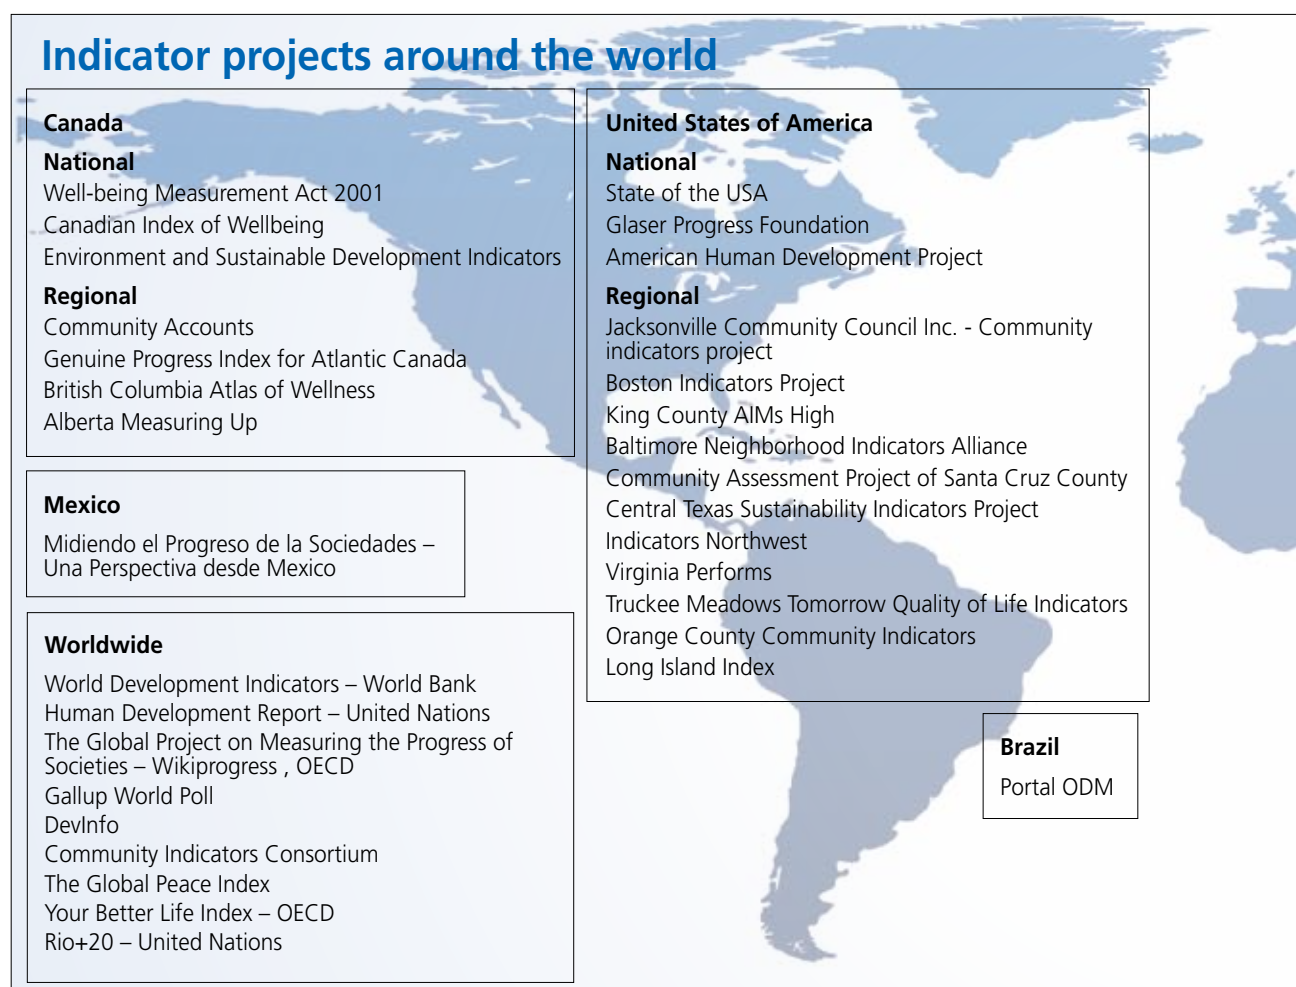 Indicator projects around the world
Canada
National
Well-being Measurement Act 2001
Canadian Index of Wellbeing
Environment and Sustainable Development Indicators
Regional
Community Accounts
Genuine Progress Index for Atlantic Canada
British Columbia Atlas of Wellness
Alberta Measuring Up
Mexico
Midiendo el Progreso de la Sociedades –
Una Perspectiva desde Mexico
Worldwide
World Development Indicators – World Bank
Human Development Report – United Nations
The Global Project on Measuring the Progress of
Societies – Wikiprogress , OECD
Gallup World Poll
DevInfo
Community Indicators Consortium
The Global Peace Index
Your Better Life Index – OECD
Rio+20 – United Nations
United States of America
National
State of the USA
Glaser Progress Foundation
American Human Development Project
Regional
Jacksonville Community Council Inc. - Community
indicators project
Boston Indicators Project
King County AIMs High
Baltimore Neighborhood Indicators Alliance
Community Assessment Project of Santa Cruz County
Central Texas Sustainability Indicators Project
Indicators Northwest
Virginia Performs
Truckee Meadows Tomorrow Quality of Life Indicators
Orange County Community Indicators
Long Island Index
Brazil
Portal ODM